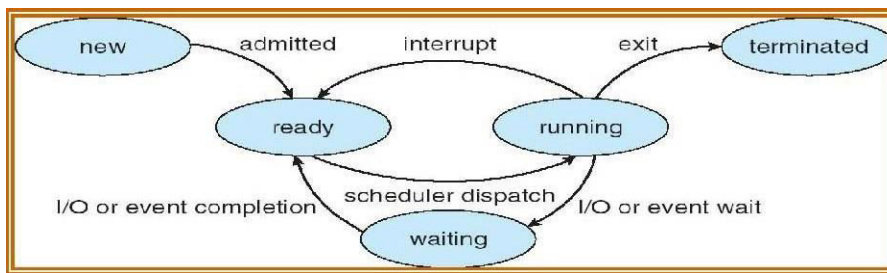 new
admitted
interrupt
exit
terminated
ready
running
scheduler dispatch
I/O or event completion
I/O or event wait
waiting